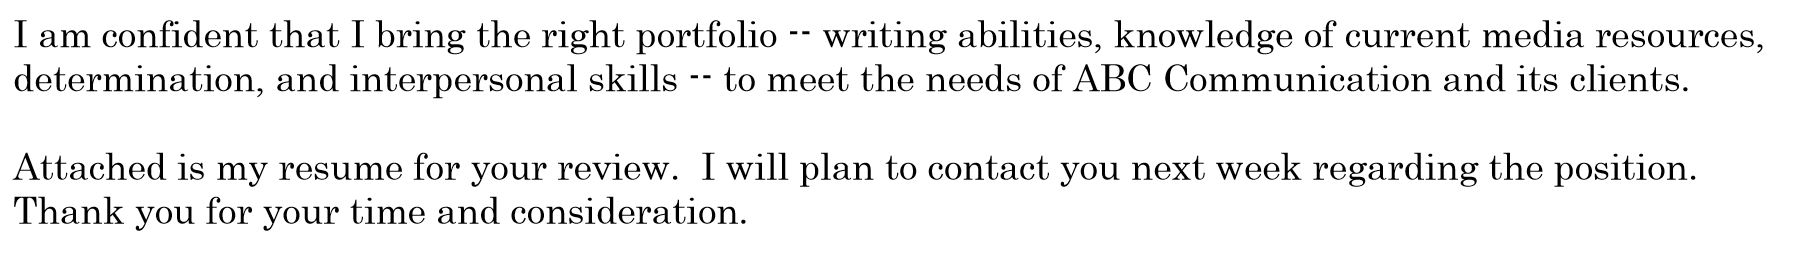 I am confident that I bring the right portfolio -- writing abilities, knowledge of current media resources,
determination, and interpersonal skills -- to meet the needs of ABC Communication and its clients.

Attached is my resume for your review.  I will plan to contact you next week regarding the position.
Thank you for your time and consideration.